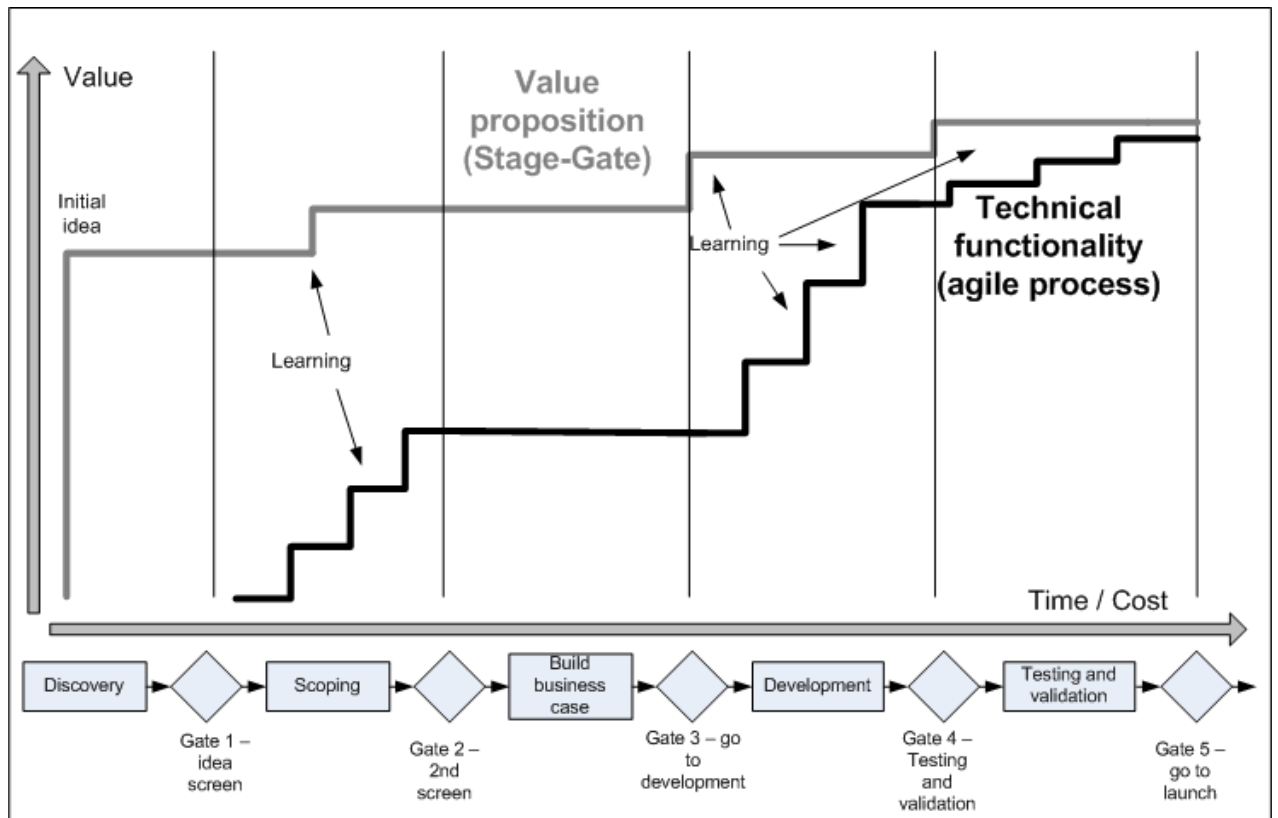 Value
Value
proposition
(Stage-Gate)
Initial
idea
Learning
Learning
Technical
functionality
(agile process)
Time / Cost
Discovery
Scoping
Build
business
case
Development
Testing and
validation
Gate 1 –
idea
screen
Gate 2 –
2nd
screen
Gate 3 – go
to
development
Gate 4 –
Testing
and
validation
Gate 5 –
go to
launch